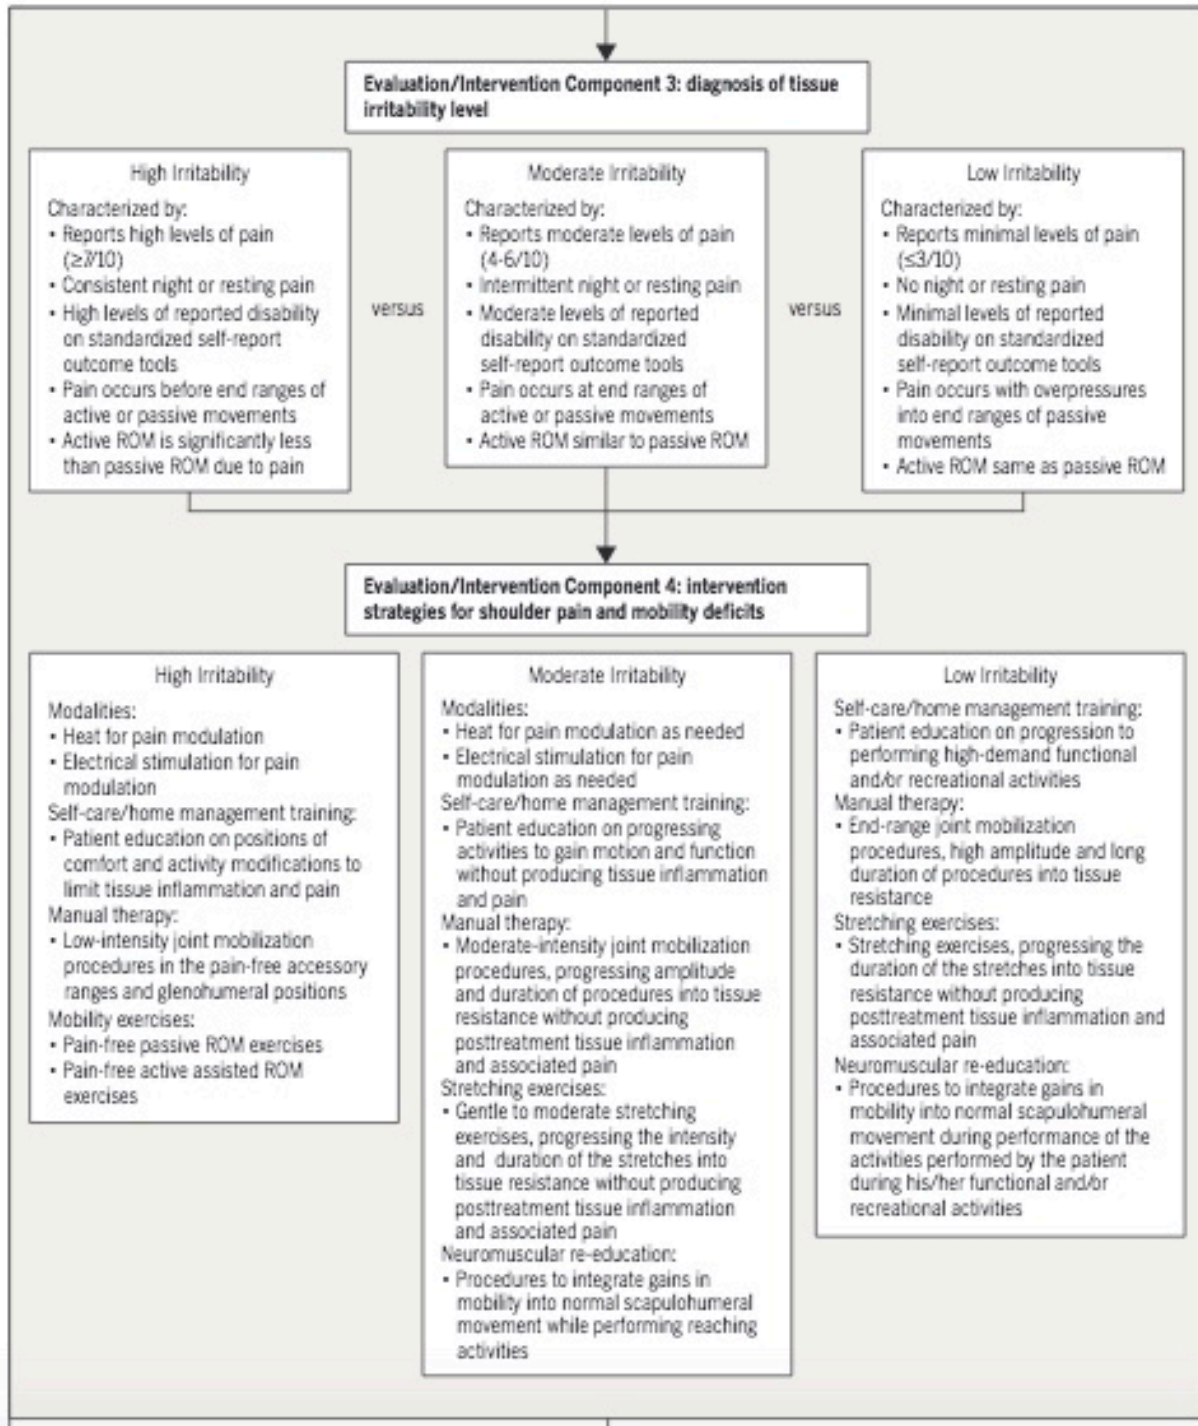 Evaluation/Intervention Component 3: diagnosis of tissue
irritability level
High Irritability
Characterized by:
• Reports high levels of pain
(≥7/10)
• Consistent night or resting pain
• High levels of reported disability
on standardized self-report
outcome tools
• Pain occurs before end ranges of
active or passive movements
• Active ROM is significantly less
than passive ROM due to pain
versus
Moderate Irritability
Characterized by:
• Reports moderate levels of pain
(4-6/10)
• Intermittent night or resting pain
• Moderate levels of reported
disability on standardized
self-report outcome tools
• Pain occurs at end ranges of
active or passive movements
• Active ROM similar to passive ROM
versus
Low Irritability
Characterized by:
• Reports minimal levels of pain
(≤3/10)
• No night or resting pain
• Minimal levels of reported
disability on standardized
self-report outcome tools
• Pain occurs with overpressures
into end ranges of passive
movements
• Active ROM same as passive ROM
Evaluation/Intervention Component 4: intervention
strategies for shoulder pain and mobility deficits
High Irritability
Modalities:
• Heat for pain modulation
• Electrical stimulation for pain
modulation
Self-care/home management training:
• Patient education on positions of
comfort and activity modifications to
limit tissue inflammation and pain
Manual therapy:
• Low-intensity joint mobilization
procedures in the pain-free accessory
ranges and glenohumeral positions
Mobility exercises:
• Pain-free passive ROM exercises
• Pain-free active assisted ROM
exercises
Moderate Irritability
Modalities:
• Heat for pain modulation as needed
• Electrical stimulation for pain
modulation as needed
Self-care/home management training:
• Patient education on progressing
activities to gain motion and function
without producing tissue inflammation
and pain
Manual therapy:
• Moderate-intensity joint mobilization
procedures, progressing amplitude
and duration of procedures into tissue
resistance without producing
posttreatment tissue inflammation
and associated pain
Stretching exercises:
• Gentle to moderate stretching
exercises, progressing the intensity
and duration of the stretches into
tissue resistance without producing
posttreatment tissue inflammation
and associated pain
Neuromuscular re-education:
• Procedures to integrate gains in
mobility into normal scapulohumeral
movement while performing reaching
activities
Low Irritability
Self-care/home management training:
• Patient education on progression to
performing high-demand functional
and/or recreational activities
Manual therapy:
• End-range joint mobilization
procedures, high amplitude and long
duration of procedures into tissue
resistance
Stretching exercises:
• Stretching exercises, progressing the
duration of the stretches into tissue
resistance without producing
posttreatment tissue inflammation and
associated pain
Neuromuscular re-education:
• Procedures to integrate gains in
mobility into normal scapulohumeral
movement during performance of the
activities performed by the patient
during his/her functional and/or
recreational activities